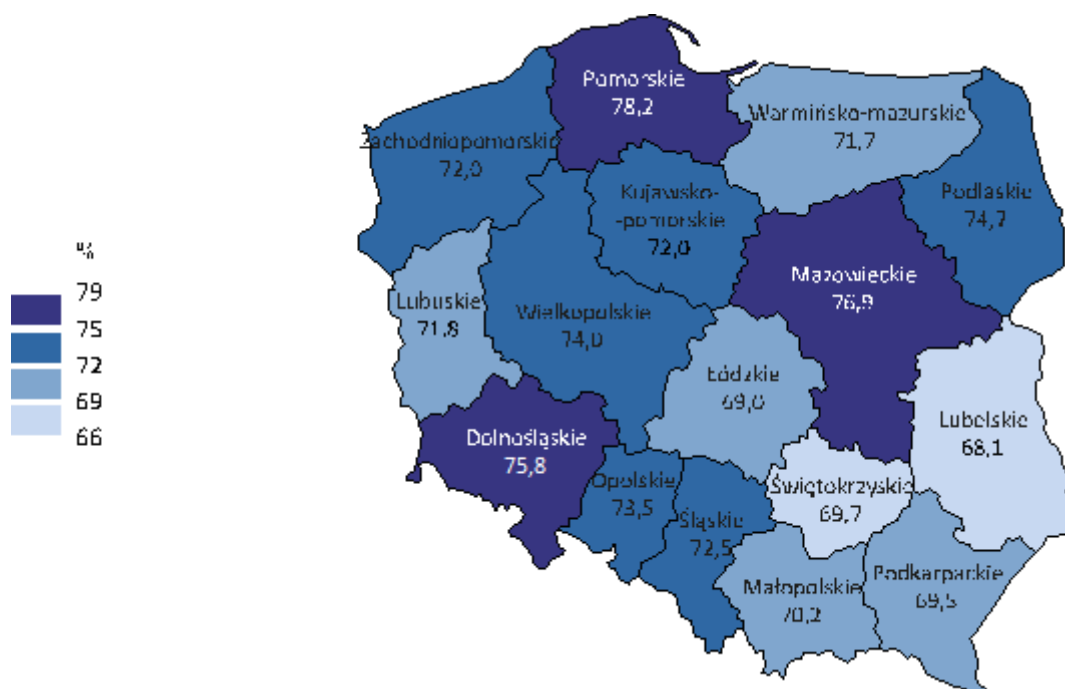 %
79
75
72
69
66
Pomorskie
78,2
Warmińsko-mazurskie
71,7
Zachodniopomorskie
72,0
Kujawsko-
-pomorskie
72,0
Podlaskie
74,2
Mazowieckie
76,9
Lubuskie
71,8
Wielkopolskie
74,0
Łódzkie
69,0
Lubelskie
68,1
Dolnośląskie
75,8
Opolskie
73,5
Śląskie
72,5
Świętokrzyskie
69,7
Małopolskie
70,2
Podkarpackie
69,5